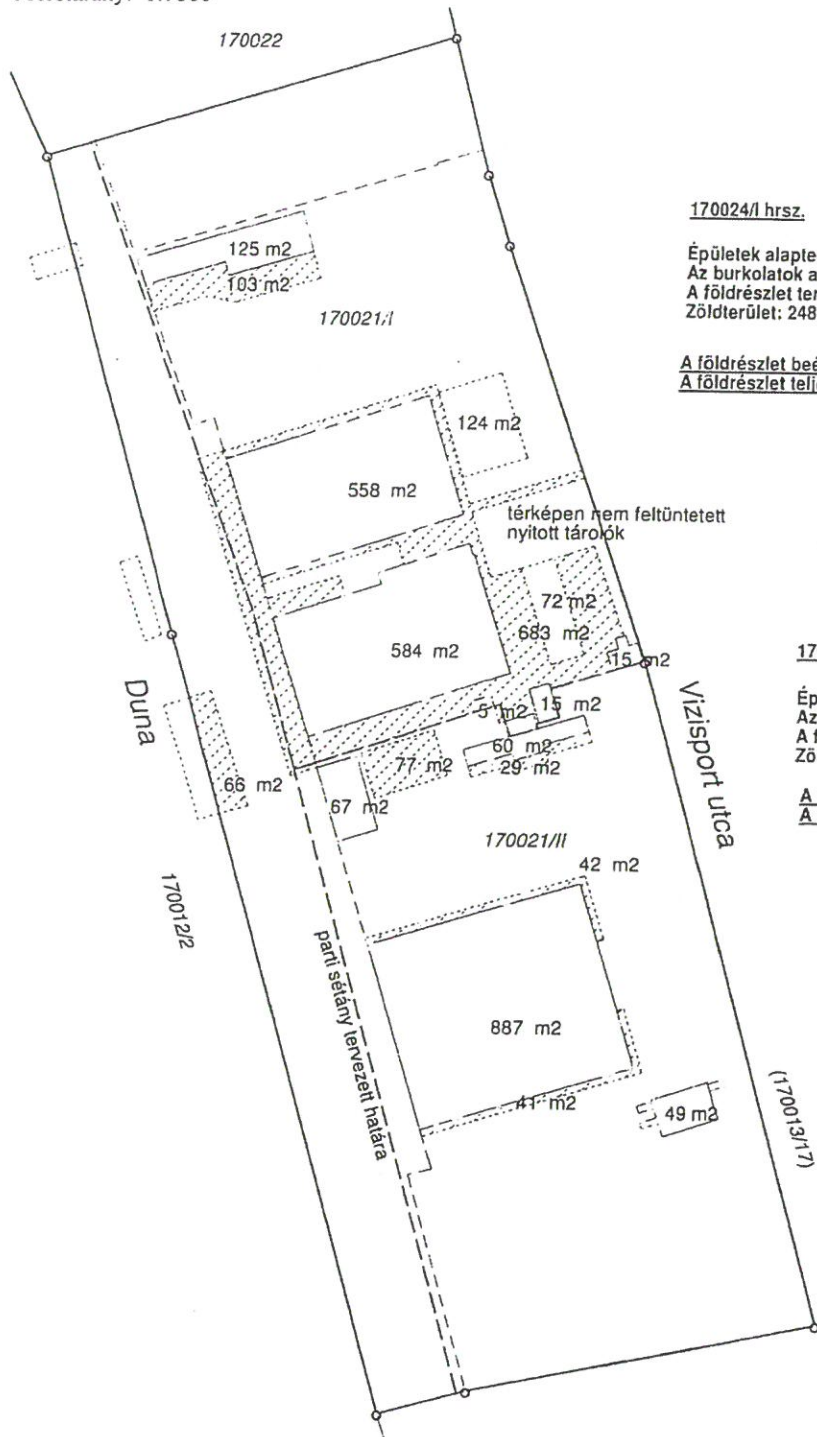 170022
170024/I hrsz.
Épületek alapte
Az burkolatok a
A földrészlet ter
Zöldterület: 248
A földrészlet beé
A földrészlet telj
125 m2
103 m2
170021/I
124 m2
558 m2
térképen nem feltüntetett
nyitott tárolók
72 m2
683 m2
584 m2
15 m2
Duna
15 m2
5 m2
60 m2
29 m2
77 m2
66 m2
67 m2
Vizisport utca
17
Ép
Az
A f
Zö
A
A
170021/II
42 m2
170012/2
parti sétány tervezett határa
887 m2
41 m2
49 m2
(170013/17)